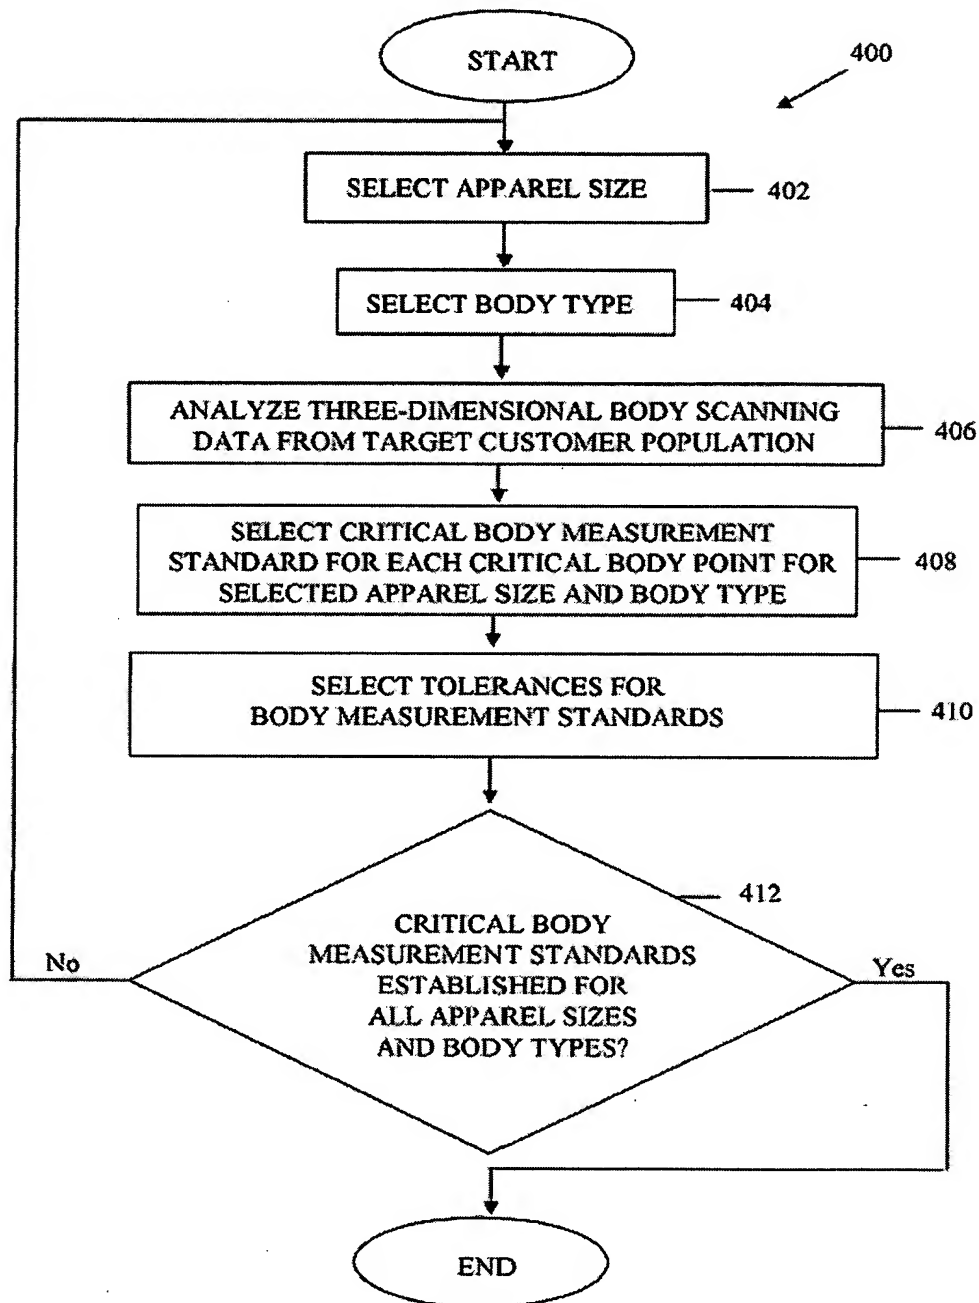 START
400
SELECT APPAREL SIZE
402
SELECT BODY TYPE
404
ANALYZE THREE-DIMENSIONAL BODY SCANNING
DATA FROM TARGET CUSTOMER POPULATION
406
SELECT CRITICAL BODY MEASUREMENT
STANDARD FOR EACH CRITICAL BODY POINT FOR
SELECTED APPAREL SIZE AND BODY TYPE
408
SELECT TOLERANCES FOR
BODY MEASUREMENT STANDARDS
410
412
CRITICAL BODY
MEASUREMENT STANDARDS
ESTABLISHED FOR
ALL APPAREL SIZES
AND BODY TYPES?
No
Yes
END